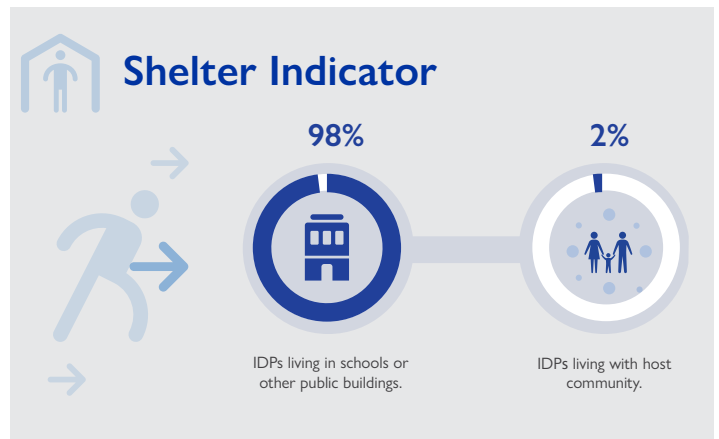 Shelter Indicator
98%
2%
IDPs living in schools or
other public buildings.
IDPs living with host
community.